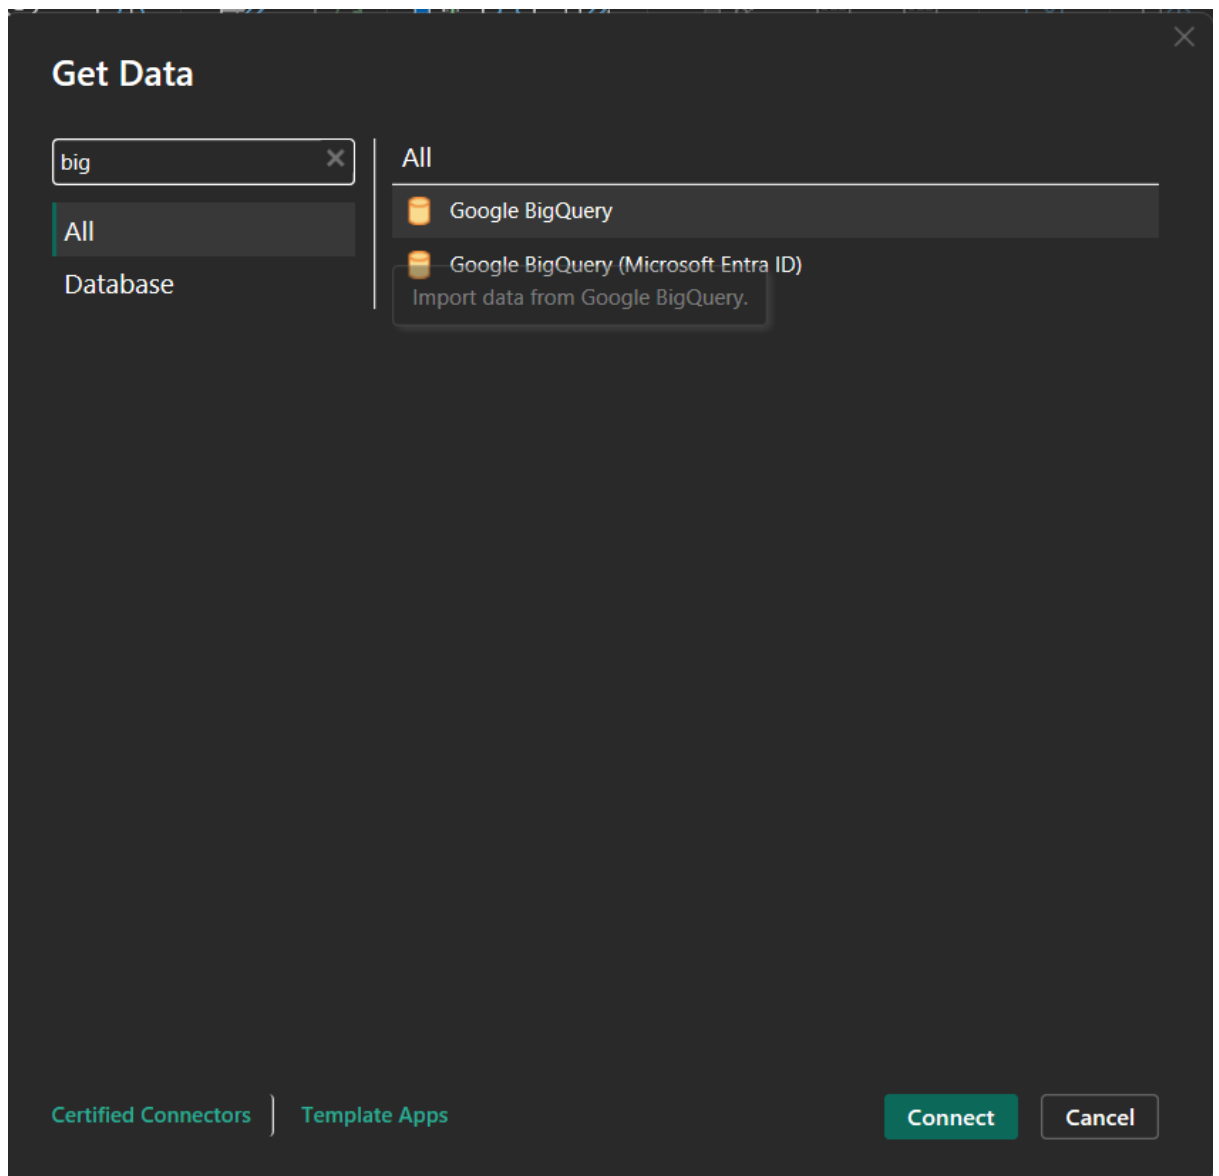 Get Data
big
All
Database
All
Google BigQuery
Google BigQuery (Microsoft Entra ID)
Import data from Google BigQuery.
Certified Connectors
Template Apps
Connect
Cancel